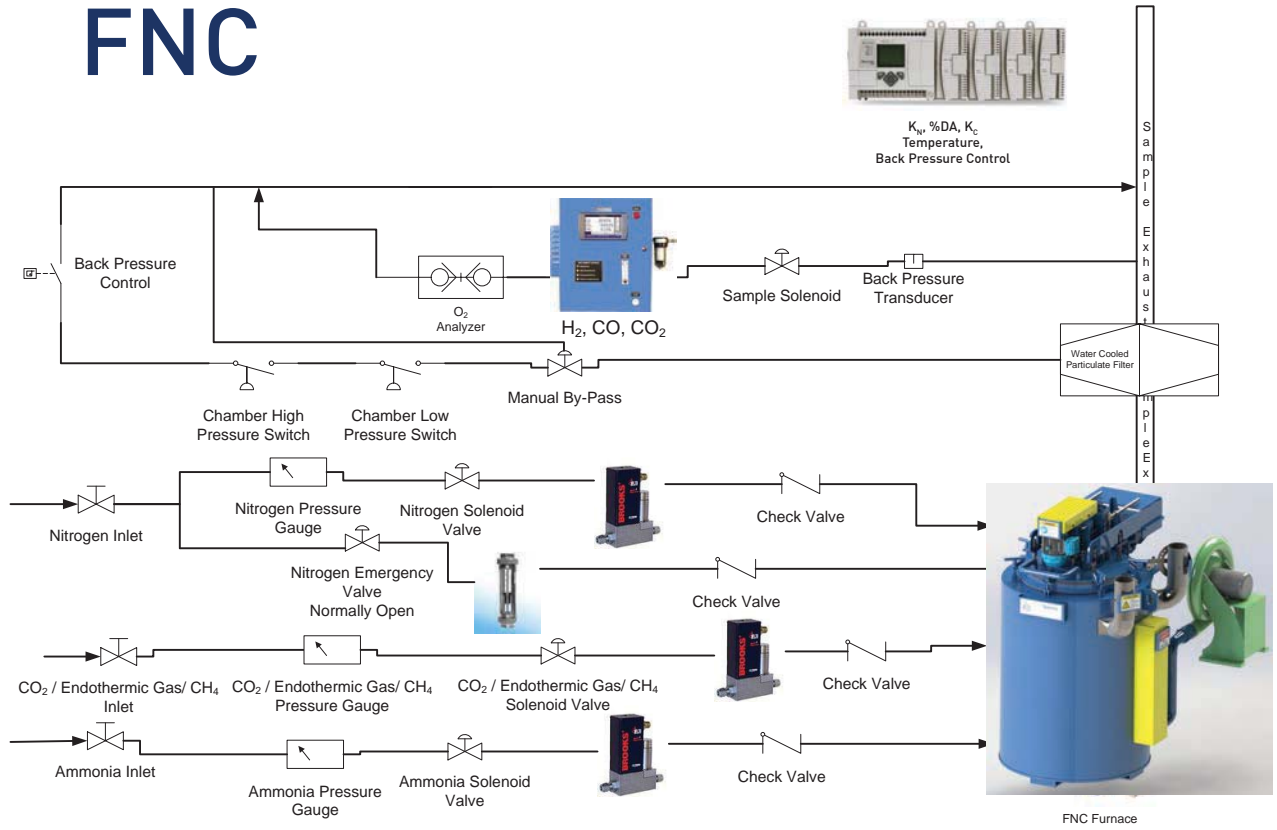 FNC
K_N, %DA, K_C
Temperature,
Back Pressure Control
Sample Exhaust
Back Pressure
Control
O₂
Analyzer
H₂, CO, CO₂
Sample Solenoid
Back Pressure
Transducer
Water Cooled
Particulate Filter
Manual By-Pass
Chamber High
Pressure Switch
Chamber Low
Pressure Switch
mpleEx
Nitrogen Inlet
Nitrogen Pressure
Gauge
Nitrogen Solenoid
Valve
BROOKS
Check Valve
Nitrogen Emergency
Valve
Normally Open
Check Valve
CO₂ / Endothermic Gas/ CH₄
Inlet
CO₂ / Endothermic Gas/ CH₄
Pressure Gauge
CO₂ / Endothermic Gas/ CH₄
Solenoid Valve
BROOKS
Check Valve
Ammonia Inlet
Ammonia Pressure
Gauge
Ammonia Solenoid
Valve
BROOKS
Check Valve
FNC Furnace